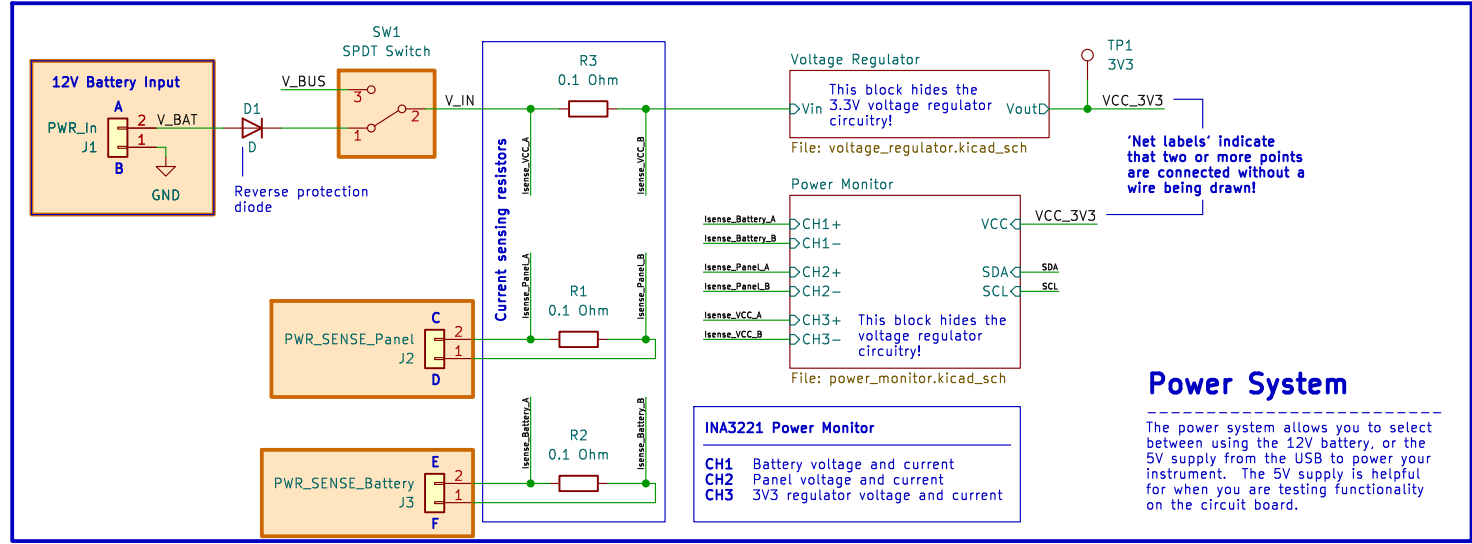 12V Battery Input
A
PWR_In
J1
2
1
B
V_BAT
GND
D1
D
Reverse protection
diode
SW1
SPDT Switch
V_BUS
3
1
2
V_IN
Current sensing resistors
R3
0.1 Ohm
Isense_VCC_A
Isense_VCC_B
Isense_Panel_A
Isense_Panel_B
R1
0.1 Ohm
C
PWR_SENSE_Panel
J2
2
1
D
Isense_Battery_A
Isense_Battery_B
R2
0.1 Ohm
E
PWR_SENSE_Battery
J3
2
1
F
Voltage Regulator
This block hides the
3.3V voltage regulator
circuitry!
Vin
Vout
File: voltage_regulator.kicad_sch
TP1
3V3
VCC_3V3
'Net labels' indicate
that two or more points
are connected without a
wire being drawn!
Power Monitor
Isense_Battery_A
Isense_Battery_B
Isense_Panel_A
Isense_Panel_B
Isense_VCC_A
Isense_VCC_B
CH1+
CH1-
CH2+
CH2-
CH3+
CH3-
VCC
SDA
SCL
VCC_3V3
SDA
SCL
This block hides the
voltage regulator
circuitry!
File: power_monitor.kicad_sch
INA3221 Power Monitor
CH1 Battery voltage and current
CH2 Panel voltage and current
CH3 3V3 regulator voltage and current
Power System
The power system allows you to select
between using the 12V battery, or the
5V supply from the USB to power your
instrument. The 5V supply is helpful
for when you are testing functionality
on the circuit board.